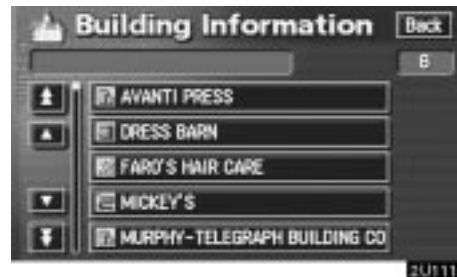 Building Information Back
6
AVANTI PRESS
DRESS BARN
FARO'S HAIR CARE
MICKEY'S
MURPHY-TELEGRAPH BUILDING CO
2U111